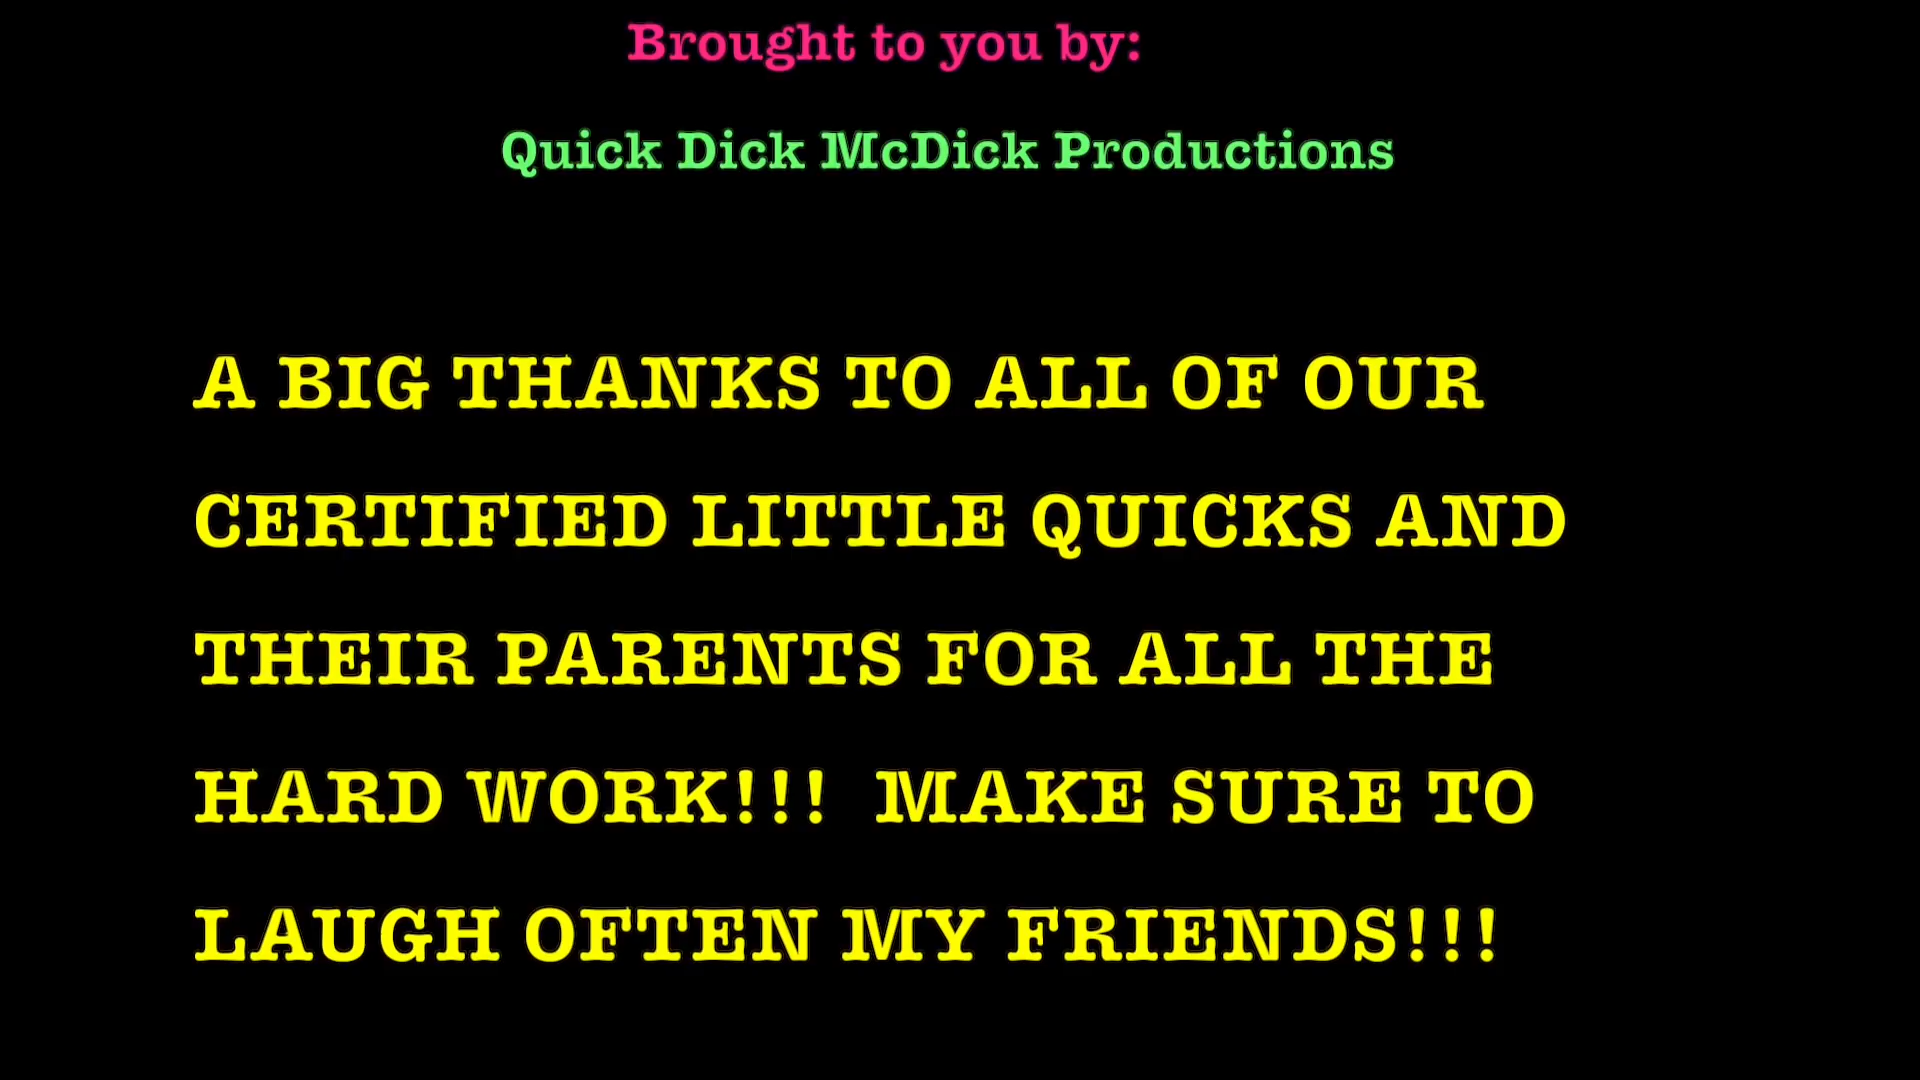 Brought to you by:
Quick Dick McDick Productions
A BIG THANKS TO ALL OF OUR
CERTIFIED LITTLE QUICKS AND
THEIR PARENTS FOR ALL THE
HARD WORK!!!  MAKE SURE TO
LAUGH OFTEN MY FRIENDS!!!